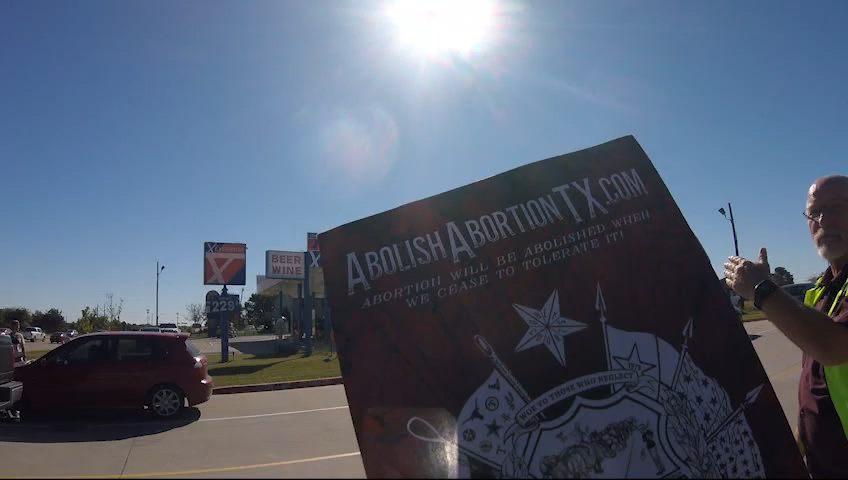 ABOLISHABORTIONTX.COM
ABORTION WILL BE ABOLISHED WHEN
WE CEASE TO TOLERATE IT!
WOE TO THOSE WHO NEGLECT
BEER
WINE
X
229